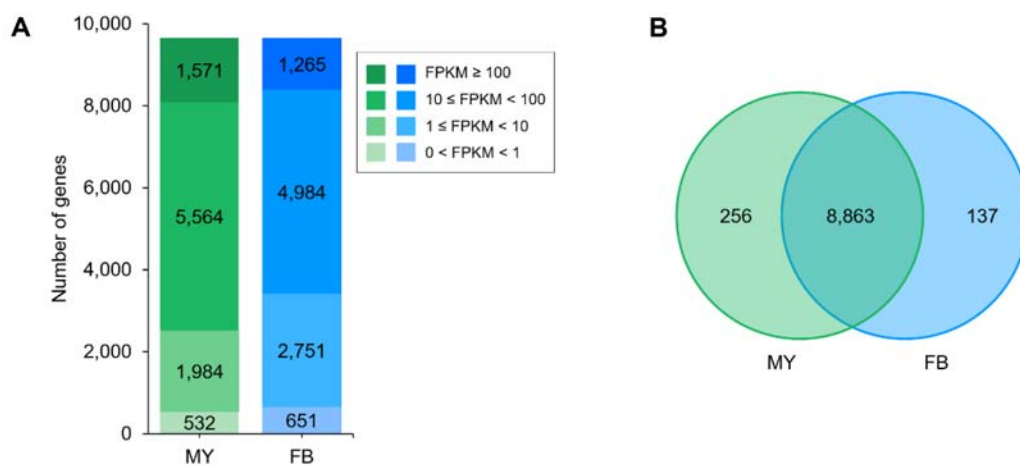 A
Number of genes
10,000
8,000
6,000
4,000
2,000
0
1,571
5,564
1,984
532
MY
1,265
4,984
2,751
651
FB
FPKM ≥ 100
10 ≤ FPKM < 100
1 ≤ FPKM < 10
0 < FPKM < 1
B
256
8,863
137
MY
FB